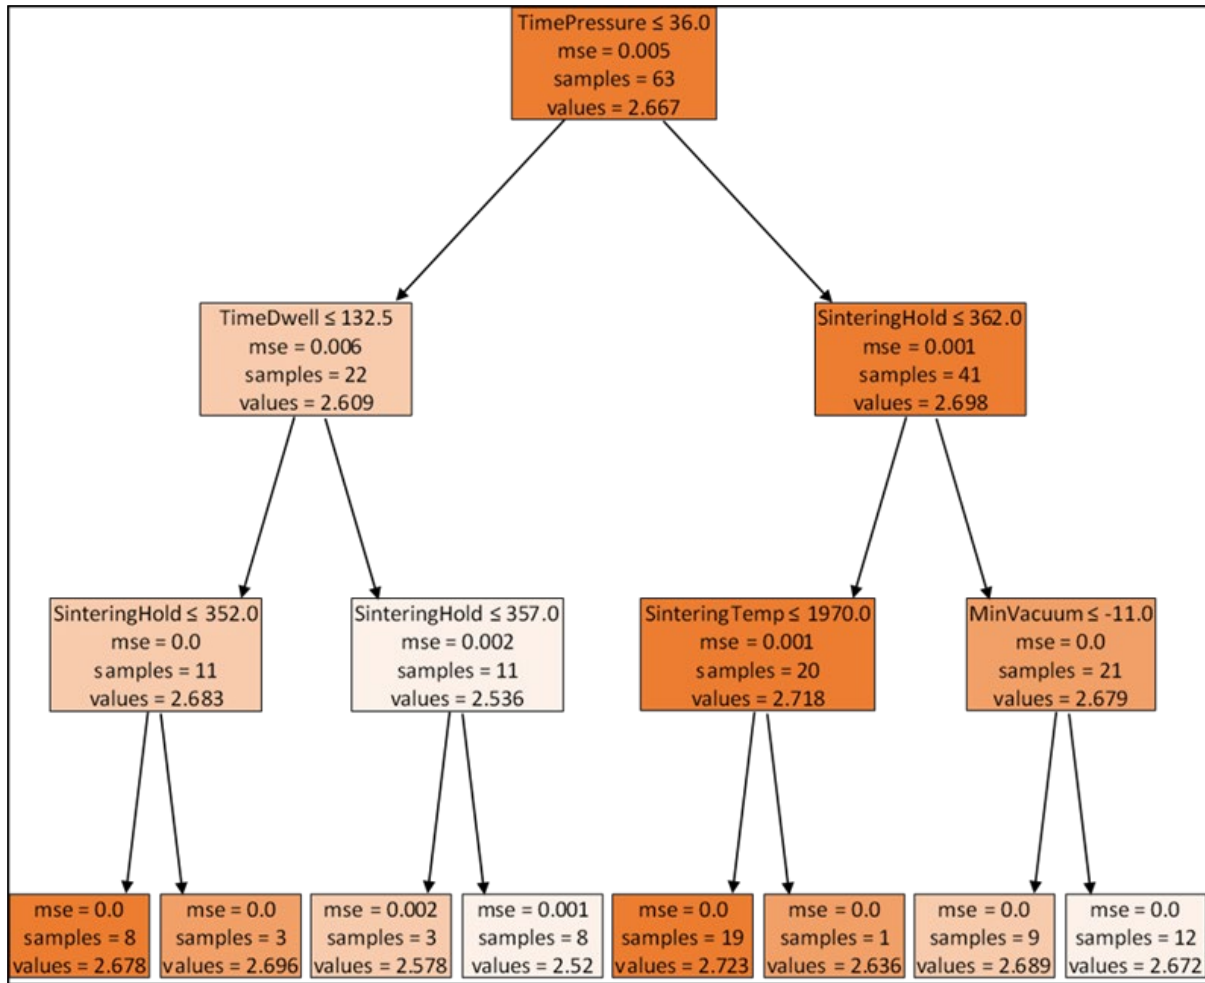 TimePressure ≤ 36.0
mse = 0.005
samples = 63
values = 2.667
TimeDwell ≤ 132.5
mse = 0.006
samples = 22
values = 2.609
SinteringHold ≤ 362.0
mse = 0.001
samples = 41
values = 2.698
SinteringHold ≤ 352.0
mse = 0.0
samples = 11
values = 2.683
SinteringHold ≤ 357.0
mse = 0.002
samples = 11
values = 2.536
SinteringTemp ≤ 1970.0
mse = 0.001
samples = 20
values = 2.718
MinVacuum ≤ -11.0
mse = 0.0
samples = 21
values = 2.679
mse = 0.0
samples = 8
values = 2.678
mse = 0.0
samples = 3
values = 2.696
mse = 0.002
samples = 3
values = 2.578
mse = 0.001
samples = 8
values = 2.52
mse = 0.0
samples = 19
values = 2.723
mse = 0.0
samples = 1
values = 2.636
mse = 0.0
samples = 9
values = 2.689
mse = 0.0
samples = 12
values = 2.672